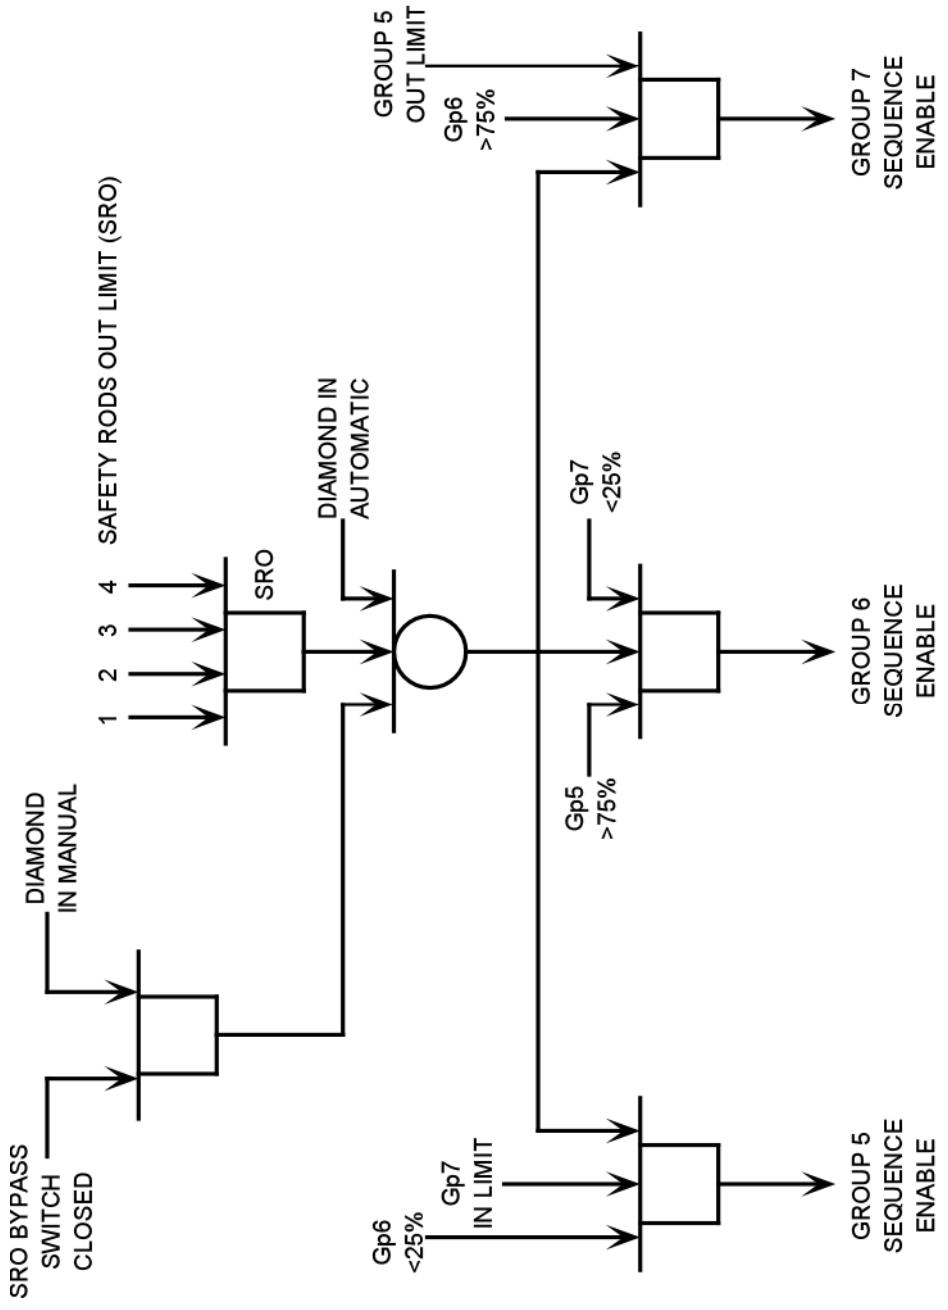 SRO BYPASS
SWITCH
CLOSED
DIAMOND
IN MANUAL
1
2
3
4
SAFETY RODS OUT LIMIT (SRO)
SRO
DIAMOND IN
AUTOMATIC
Gp6
<25%
Gp7
IN LIMIT
Gp5
>75%
Gp7
<25%
Gp6
>75%
GROUP 5
OUT LIMIT
GROUP 5
SEQUENCE
ENABLE
GROUP 6
SEQUENCE
ENABLE
GROUP 7
SEQUENCE
ENABLE